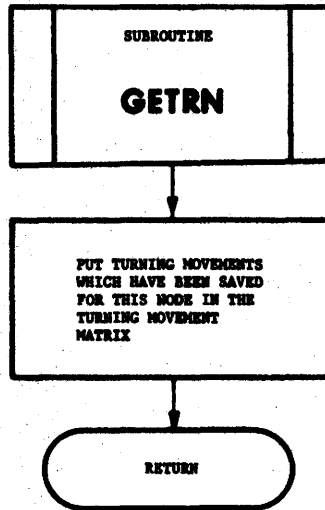 SUBROUTINE
GETRN
PUT TURNING MOVEMENTS
WHICH HAVE BEEN SAVED
FOR THIS NODE IN THE
TURNING MOVEMENT
MATRIX
RETURN